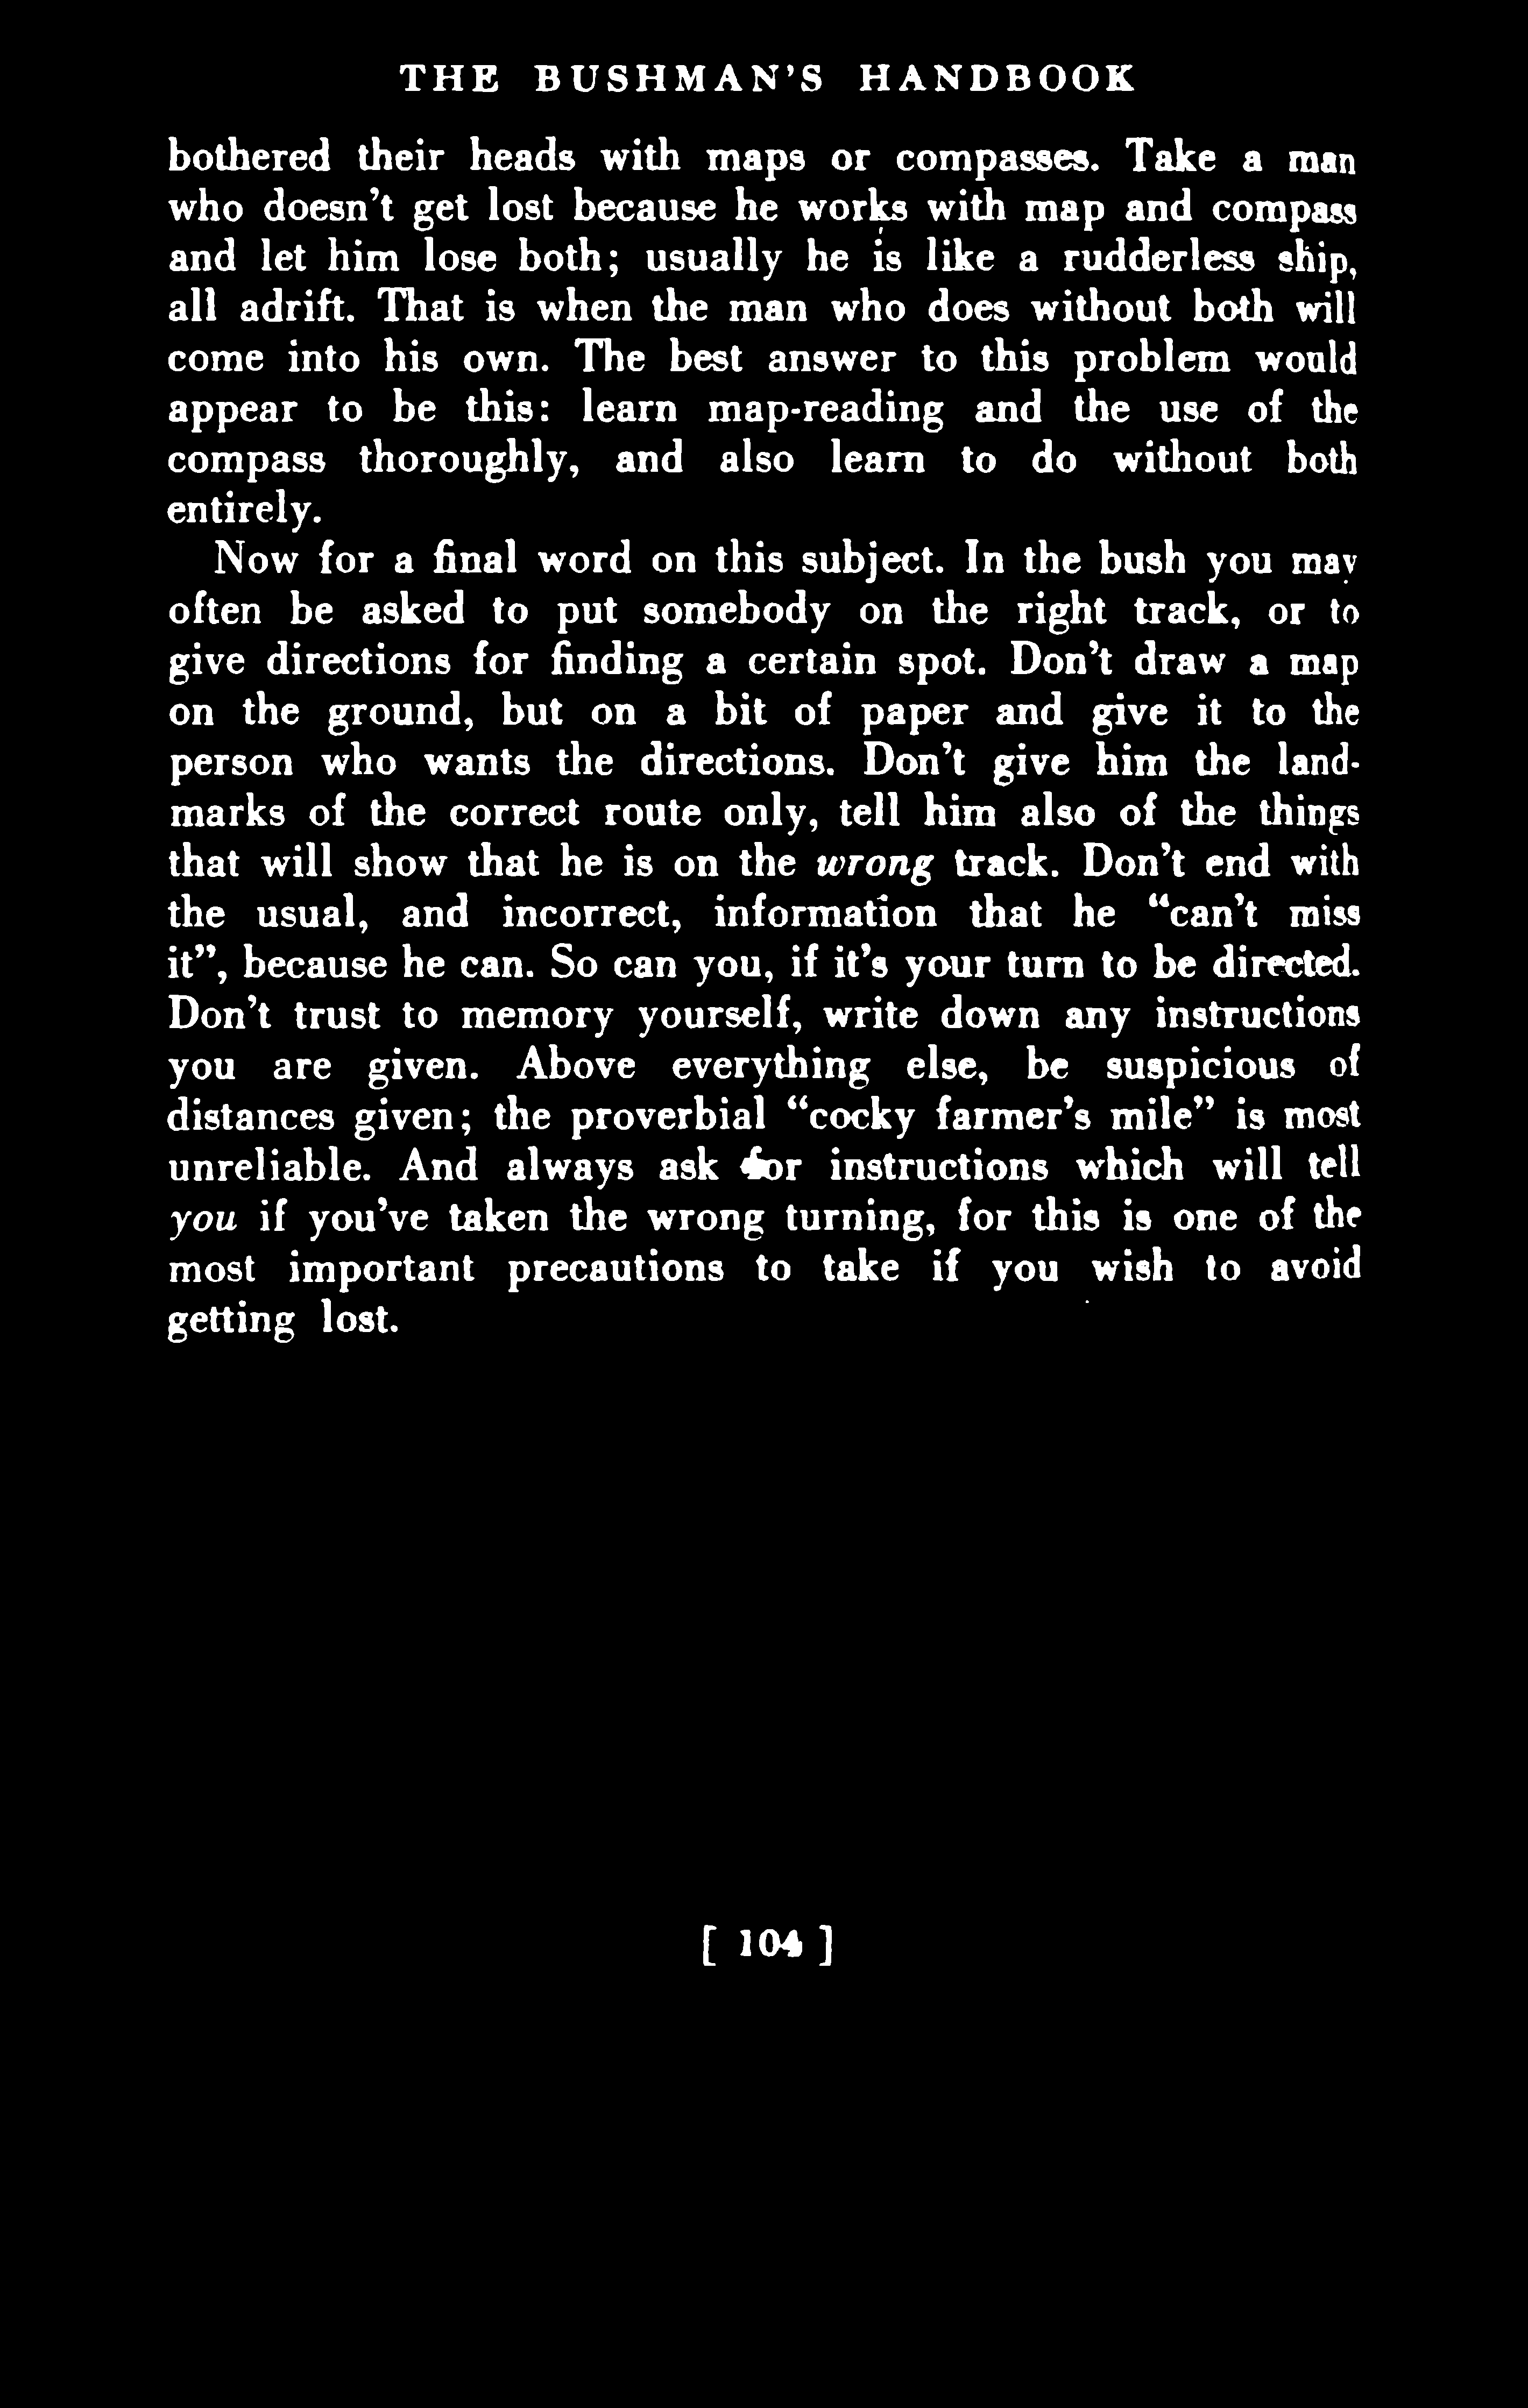 THE BUSHMAN'S HANDBOOK
bothered their heads with maps or compasses. Take a man
who doesn't get lost because he works with map and compass
and let him lose both; usually he is like a rudderless ship,
all adrift. That is when the man who does without both will
come into his own. The best answer to this problem would
appear to be this: learn map-reading and the use of the
compass thoroughly, and also learn to do without both
entirely.
Now for a final word on this subject. In the bush you may
often be asked to put somebody on the right track, or to
give directions for finding a certain spot. Don't draw a map
on the ground, but on a bit of paper and give it to the
person who wants the directions. Don't give him the land-
marks of the correct route only, tell him also of the things
that will show that he is on the wrong track. Don't end with
the usual, and incorrect, information that he "can't miss
it", because he can. So can you, if it's your turn to be directed.
Don't trust to memory yourself, write down any instructions
you are given. Above everything else, be suspicious of
distances given; the proverbial "cocky farmer's mile" is most
unreliable. And always ask for instructions which will tell
you if you've taken the wrong turning, for this is one of the
most important precautions to take if you wish to avoid
getting lost.
[ 104 ]